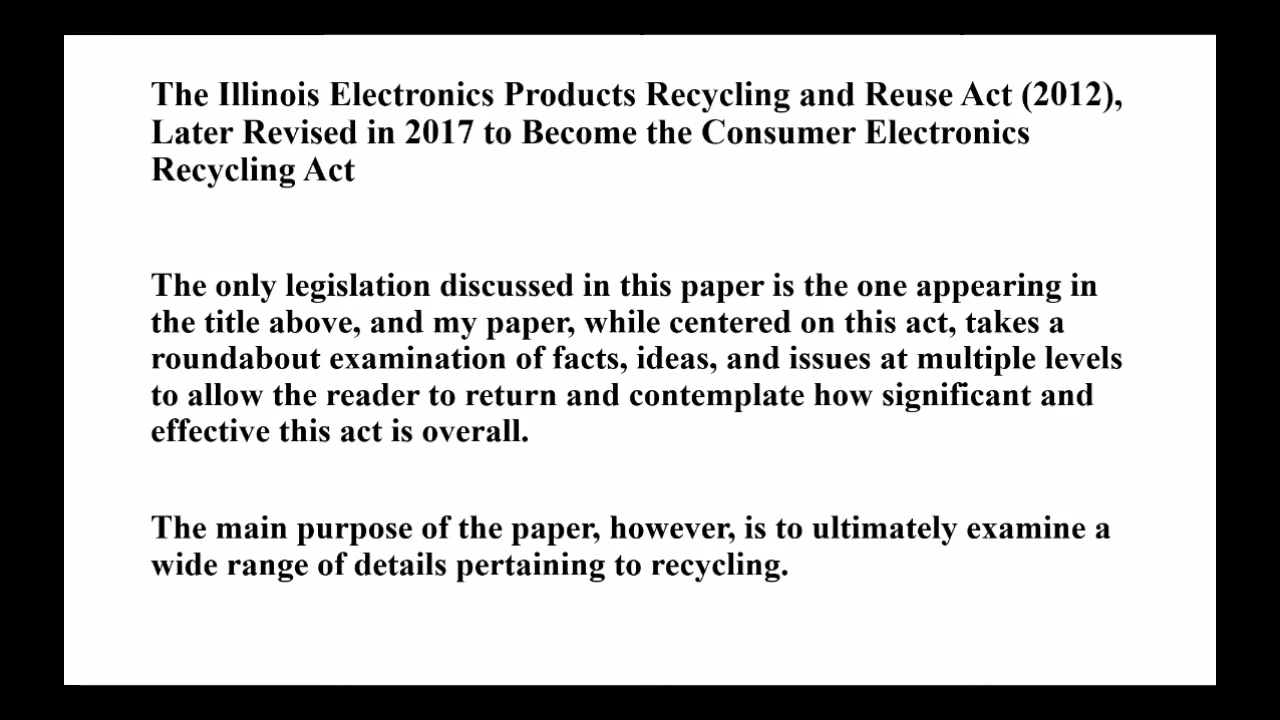 The Illinois Electronics Products Recycling and Reuse Act (2012),
Later Revised in 2017 to Become the Consumer Electronics
Recycling Act
The only legislation discussed in this paper is the one appearing in
the title above, and my paper, while centered on this act, takes a
roundabout examination of facts, ideas, and issues at multiple levels
to allow the reader to return and contemplate how significant and
effective this act is overall.
The main purpose of the paper, however, is to ultimately examine a
wide range of details pertaining to recycling.